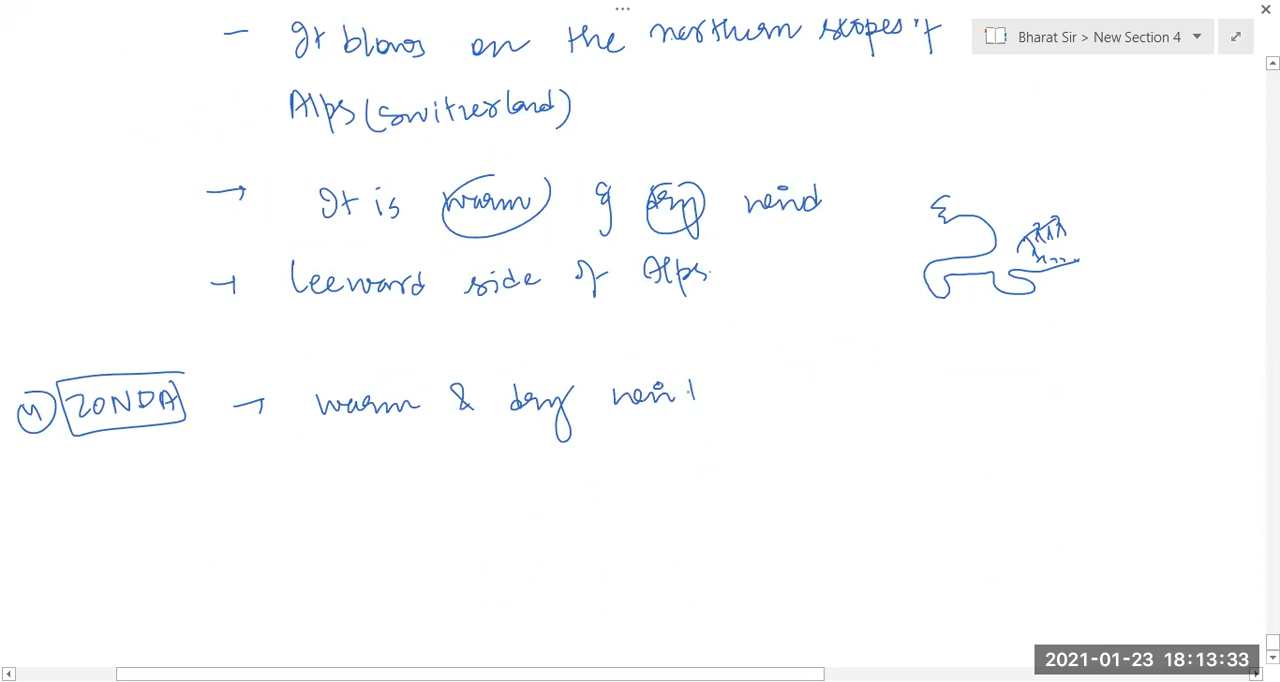 ...
Bharat Sir > New Section 4
- It blows on the northern slopes of
Alps (Switzerland)
→ It is warm & dry wind
→ leeward side of Alps.
4 ZONDA → warm & dry win
2021-01-23 18:13:33